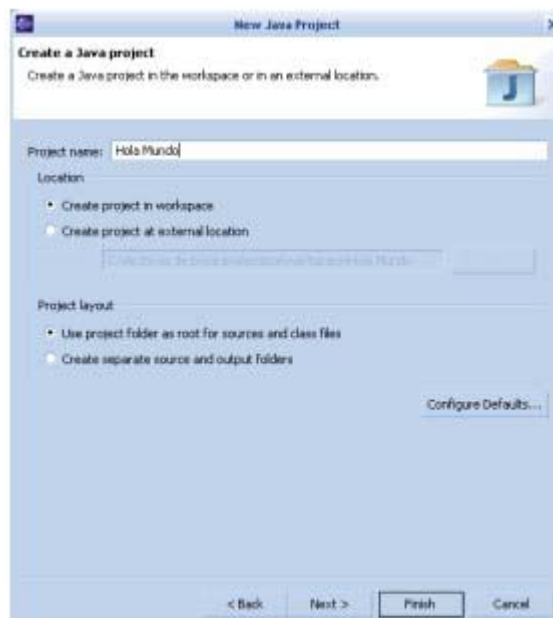 New Java Project
Create a Java project
Create a Java project in the workspace or in an external location.
J
Project name: Hola Mundo
Location
Create project in workspace
Create project at external location
Project layout
Use project folder as root for sources and class files
Create separate source and output folders
Configure Defaults...
< Back Next > Finish Cancel